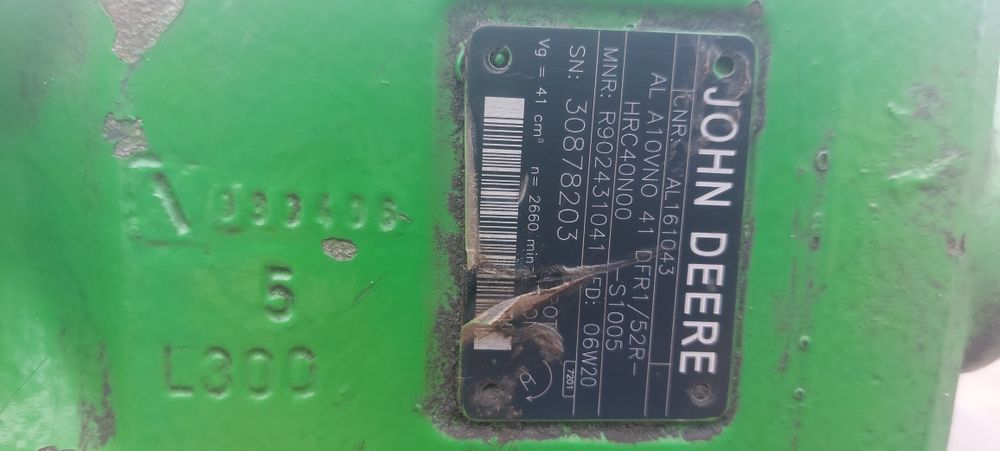 JOHN DEERE
CNR: AL161043
AL A10VNO 41 DFR1/52R-
HRC40N00 -S1005
MNR: R902431041 FD: 06W20
SN: 30878203
7201
Vg = 41 cm³ n= 2660 min
5
L300